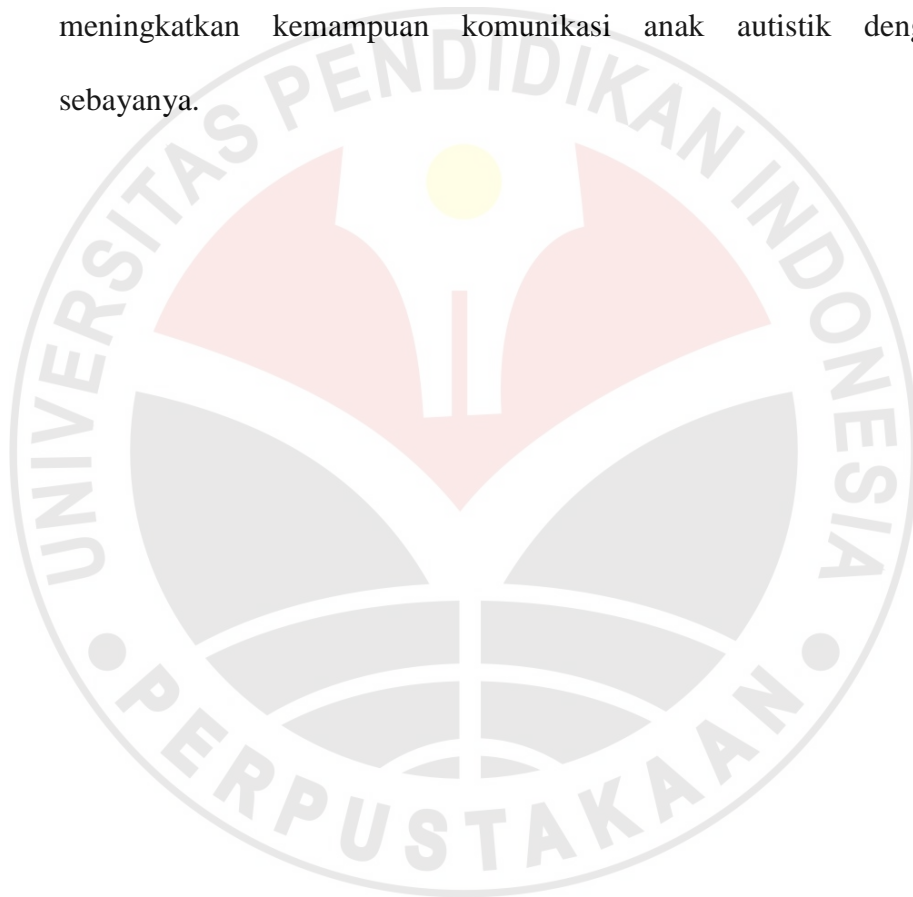 meningkatkan kemampuan komunikasi anak autistik deng
sebayanya.
UNIVERSITAS PENDIDIKAN INDONESIA
PERPUSTAKAAN